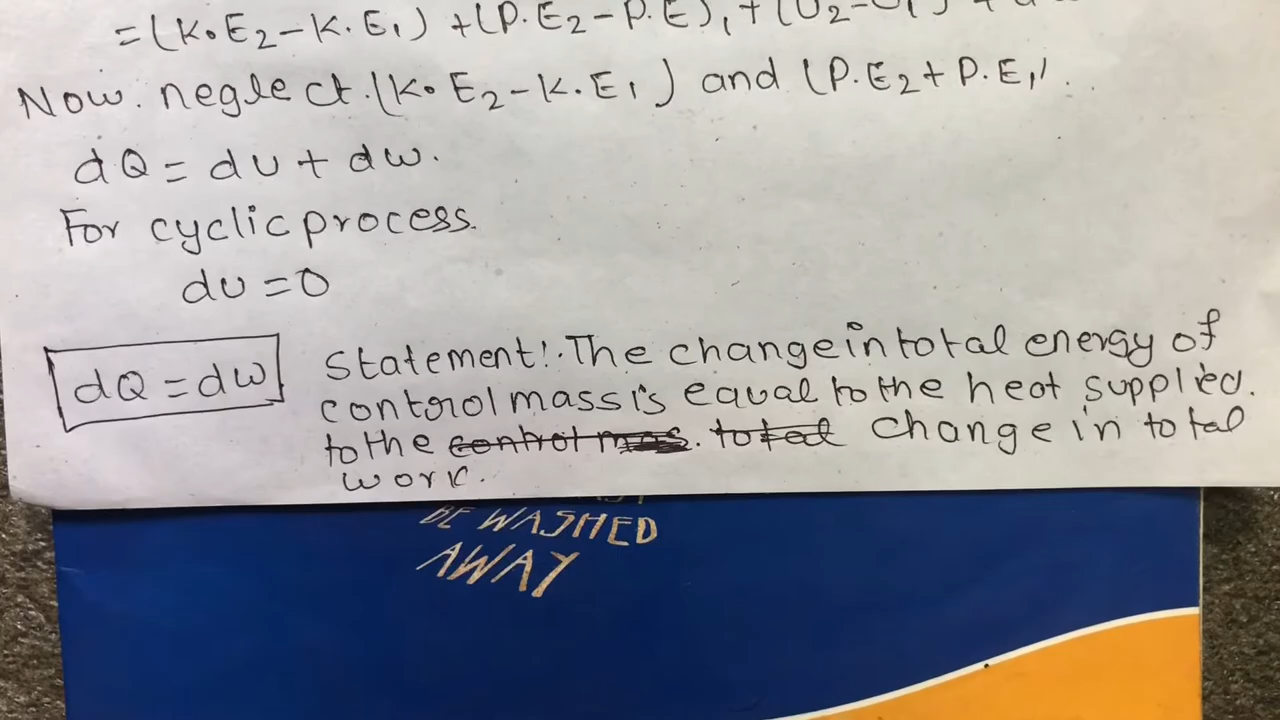 =(K.E2-K.E1)+(P.E2-P.E)1+(U2-U1)+
Now. neglect.(K.E2-K.E1) and (P.E2+P.E1).
dQ=du+dw.
For cyclic process.
du=0
dQ=dw
Statement:.The change in total energy of
control mass is equal to the heat supplied.
to the control mas. total change in total
work.
BE WASHED
AWAY